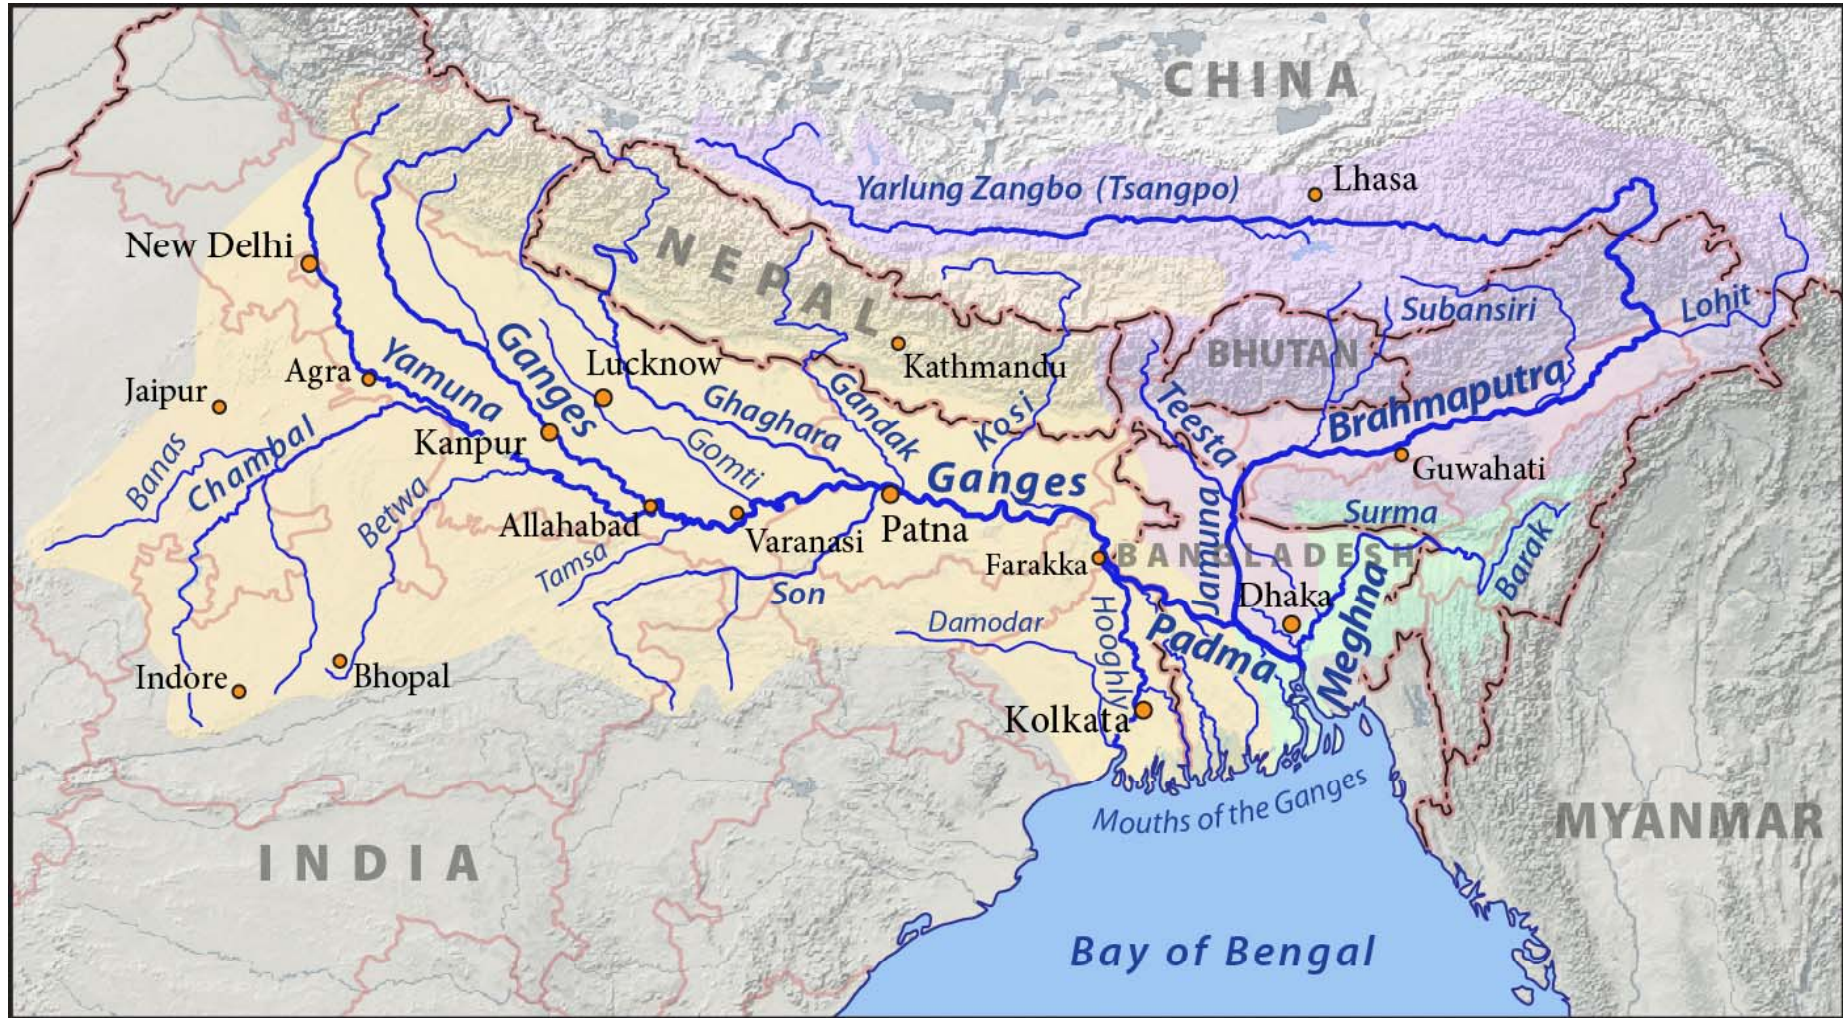 CHINA
Yarlung Zangbo (Tsangpo)
Lhasa
New Delhi
NEPAL
Subansiri
Lohit
Ganges
Lucknow
Kathmandu
BHUTAN
Yamuna
Agra
Jaipur
Ghaghara
Gandak
Kosi
Teesta
Brahmaputra
Banas
Chambal
Kanpur
Gomti
Ganges
Guwahati
Betwa
Allahabad
Varanasi
Patna
Surma
Tamsa
Farakka
BANGLADESH
Jamuna
Barak
Son
Dhaka
Meghna
Damodar
Hooghly
Padma
Indore
Bhopal
Kolkata
Mouths of the Ganges
MYANMAR
INDIA
Bay of Bengal